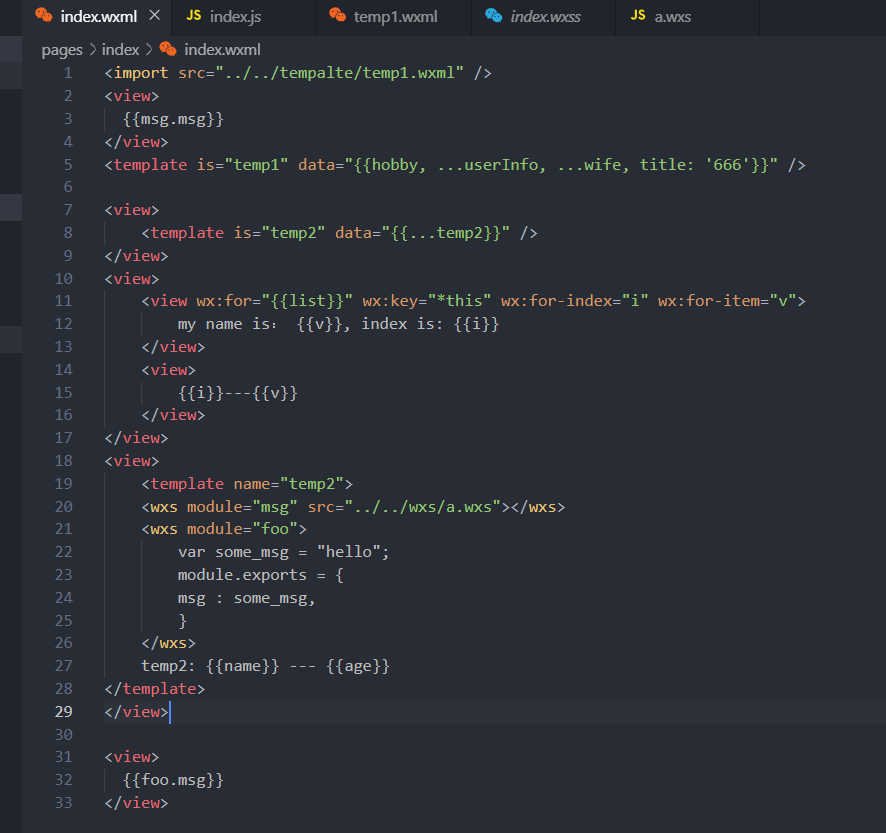 index.wxml
JS index.js
temp1.wxml
index.wxss
JS a.wxs
pages > index > index.wxml
1 <import src="../../tempalte/temp1.wxml" />
2 <view>
3 {{msg.msg}}
4 </view>
5 <template is="temp1" data="{{hobby, ...userInfo, ...wife, title: '666'}}" />
6
7 <view>
8 <template is="temp2" data="{{...temp2}}" />
9 </view>
10 <view>
11 <view wx:for="{{list}}" wx:key="*this" wx:for-index="i" wx:for-item="v">
12 my name is： {{v}}, index is: {{i}}
13 </view>
14 <view>
15 {{i}}---{{v}}
16 </view>
17 </view>
18 <view>
19 <template name="temp2">
20 <wxs module="msg" src="../../wxs/a.wxs"></wxs>
21 <wxs module="foo">
22 var some_msg = "hello";
23 module.exports = {
24 msg : some_msg,
25 }
26 </wxs>
27 temp2: {{name}} --- {{age}}
28 </template>
29 </view>
30
31 <view>
32 {{foo.msg}}
33 </view>